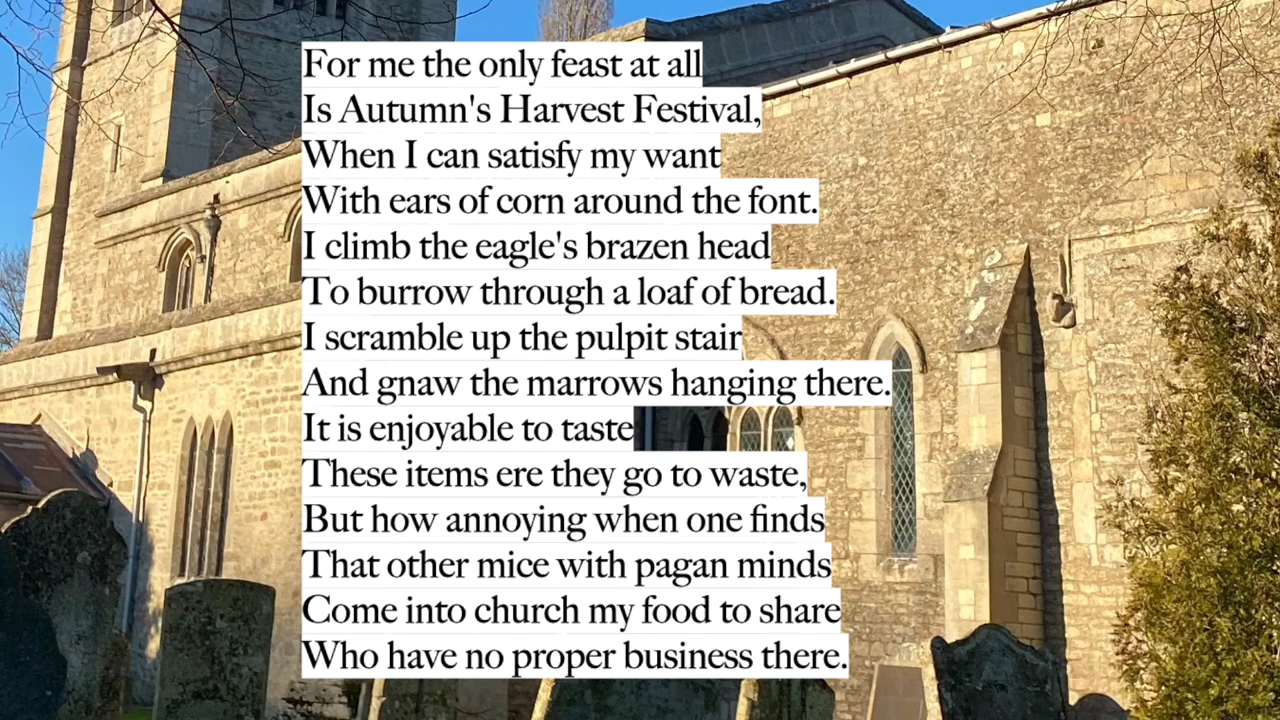 For me the only feast at all
Is Autumn's Harvest Festival,
When I can satisfy my want
With ears of corn around the font.
I climb the eagle's brazen head
To burrow through a loaf of bread.
I scramble up the pulpit stair
And gnaw the marrows hanging there.
It is enjoyable to taste
These items ere they go to waste,
But how annoying when one finds
That other mice with pagan minds
Come into church my food to share
Who have no proper business there.